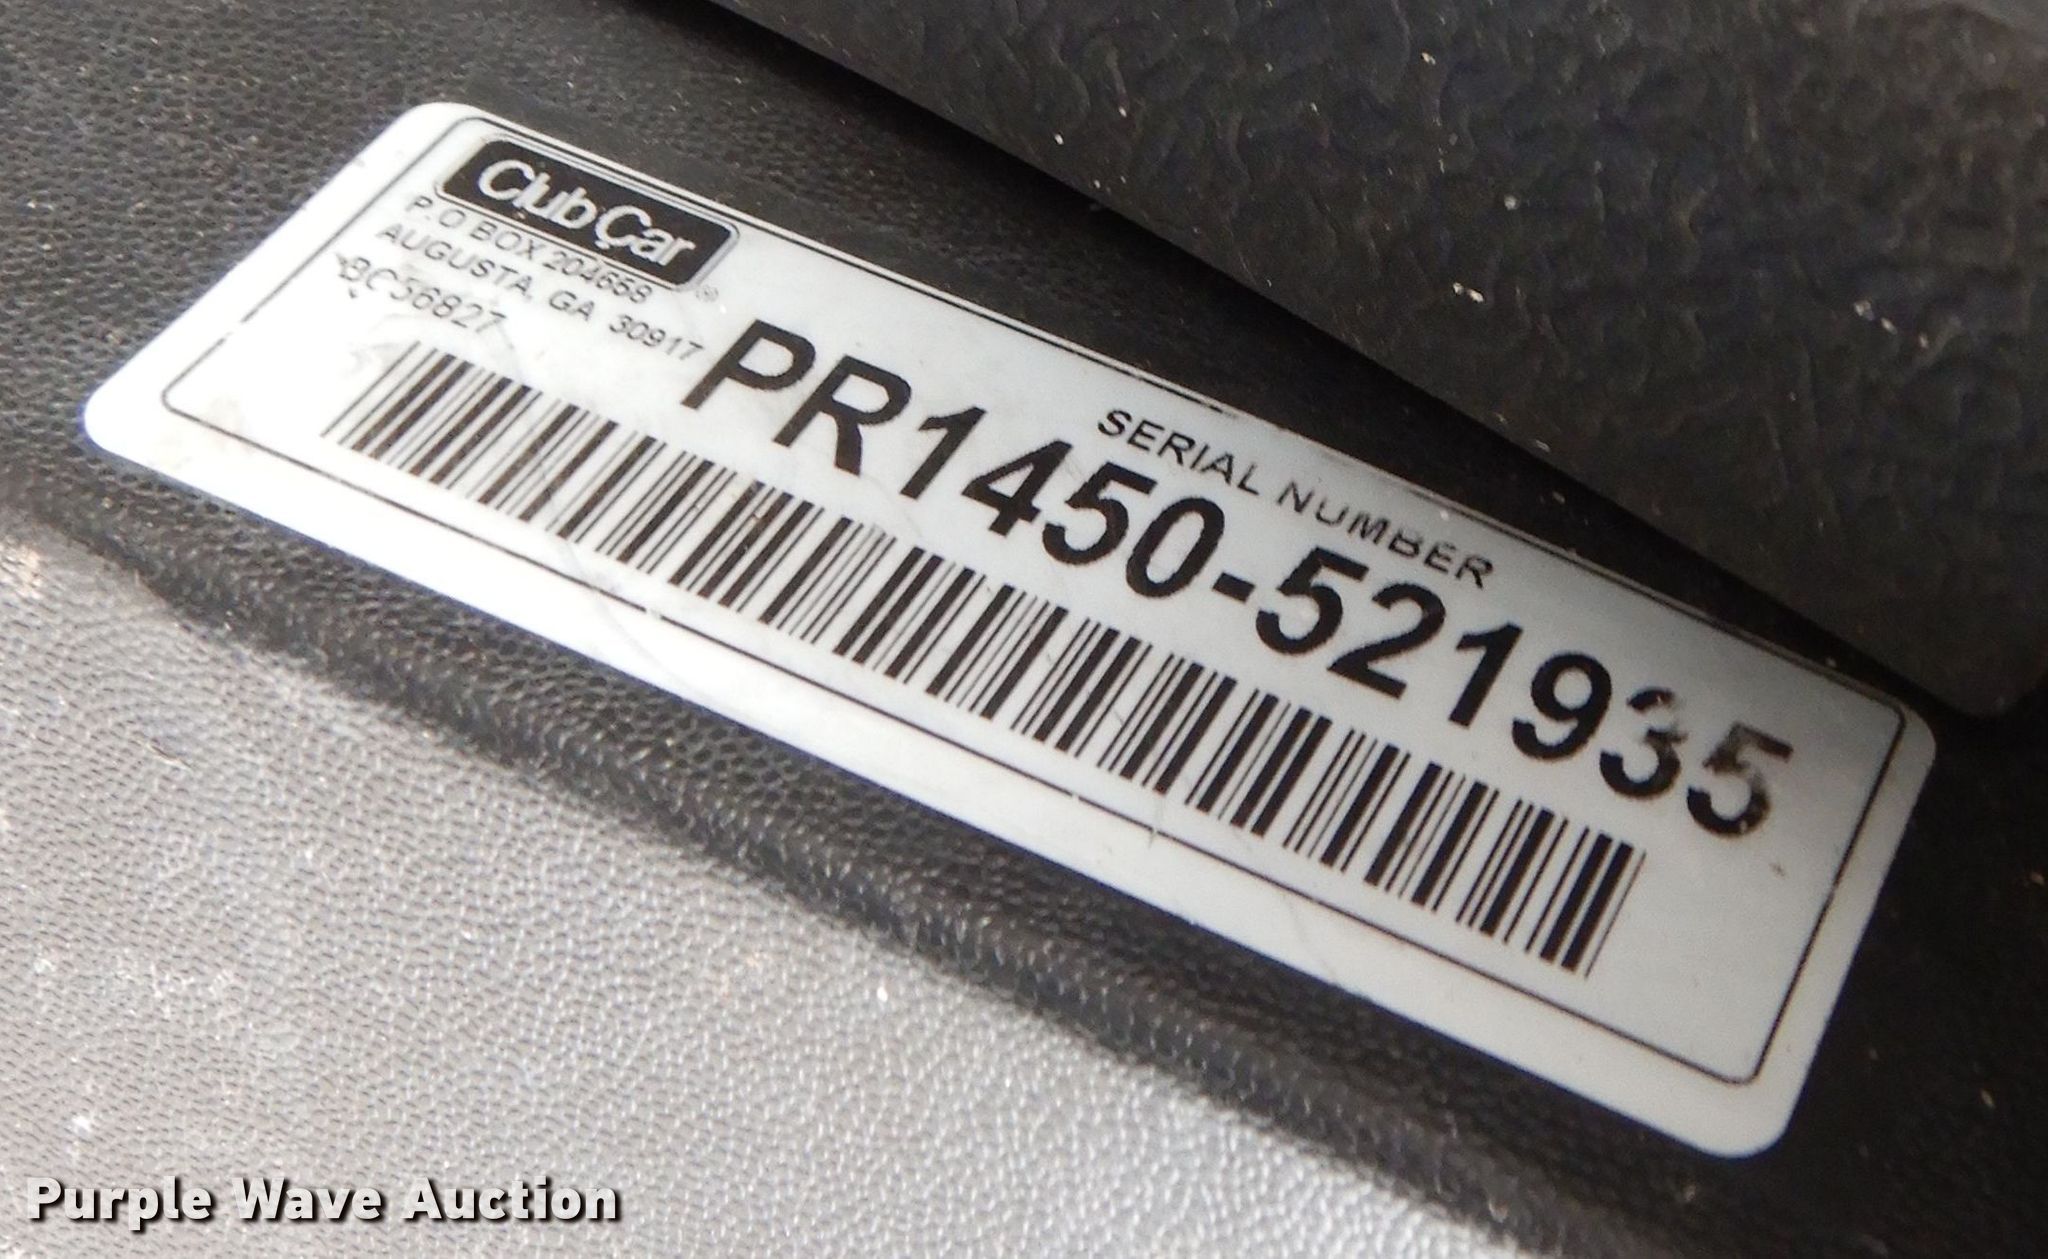 Club Car
P.O BOX 204658
AUGUSTA, GA 30917
BC56827
SERIAL NUMBER
PR1450-521935
Purple Wave Auction